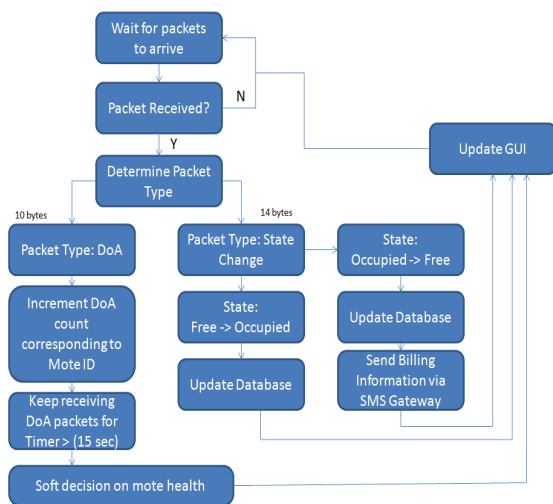 Wait for packets
to arrive
Packet Received?
N
Y
Update GUI
Determine Packet
Type
10 bytes
14 bytes
Packet Type: DoA
Packet Type: State
Change
State:
Occupied -> Free
Increment DoA
count
corresponding to
Mote ID
State:
Free -> Occupied
Update Database
Keep receiving
DoA packets for
Timer > (15 sec)
Update Database
Send Billing
Information via
SMS Gateway
Soft decision on mote health